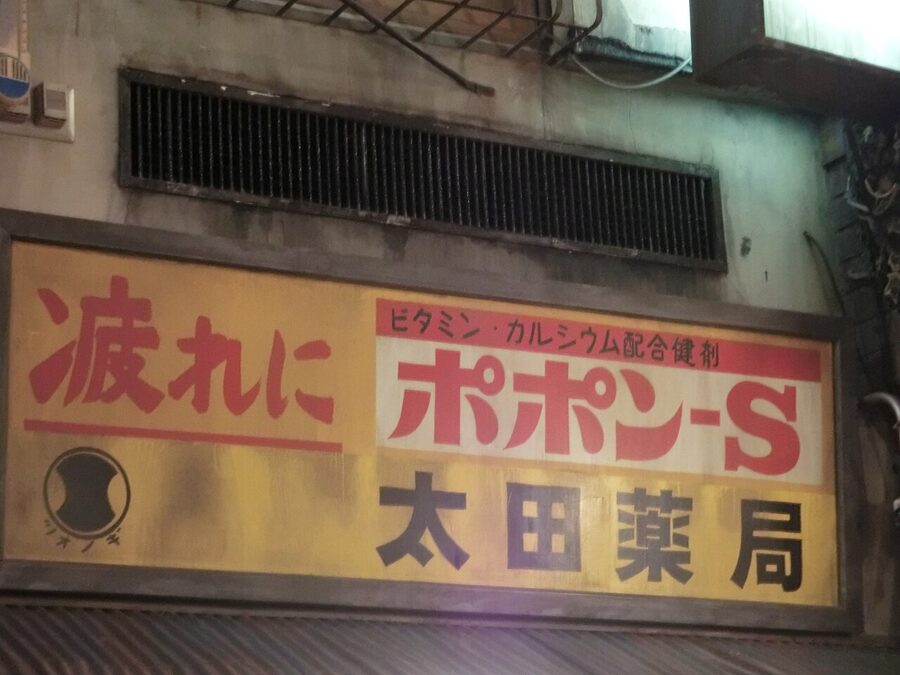 疲れに
ビタミン・カルシウム配合健剤
ポポン-S
シオノギ
太田薬局